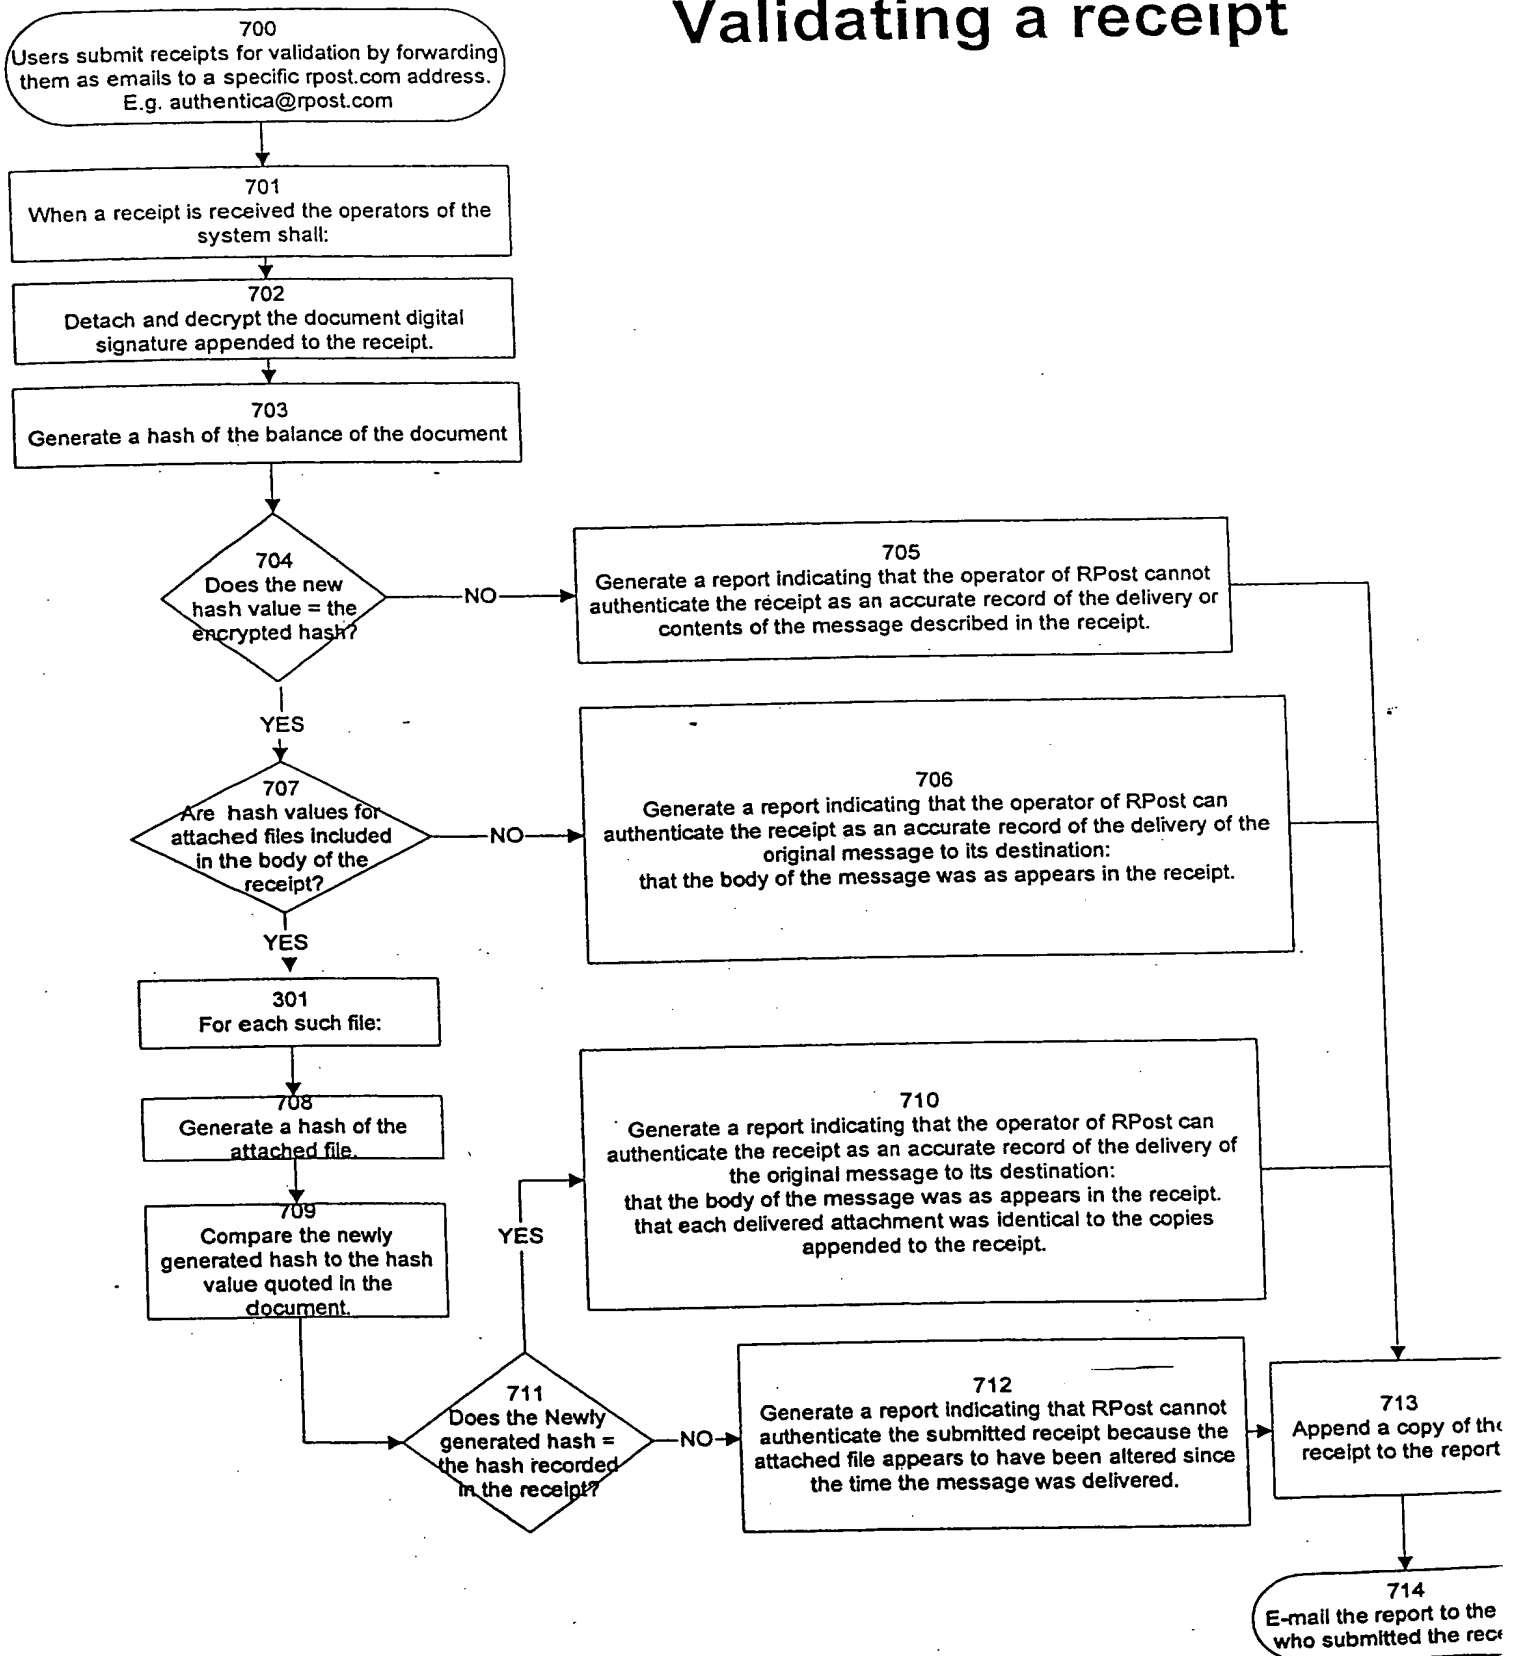 Validating a receipt
700
Users submit receipts for validation by forwarding
them as emails to a specific rpost.com address.
E.g. authentica@rpost.com
701
When a receipt is received the operators of the
system shall:
702
Detach and decrypt the document digital
signature appended to the receipt.
703
Generate a hash of the balance of the document
704
Does the new
hash value = the
encrypted hash?
NO
705
Generate a report indicating that the operator of RPost cannot
authenticate the receipt as an accurate record of the delivery or
contents of the message described in the receipt.
YES
707
Are hash values for
attached files included
in the body of the
receipt?
NO
706
Generate a report indicating that the operator of RPost can
authenticate the receipt as an accurate record of the delivery of the
original message to its destination:
that the body of the message was as appears in the receipt.
YES
301
For each such file:
708
Generate a hash of the
attached file.
709
Compare the newly
generated hash to the hash
value quoted in the
document.
YES
710
Generate a report indicating that the operator of RPost can
authenticate the receipt as an accurate record of the delivery of
the original message to its destination:
that the body of the message was as appears in the receipt.
that each delivered attachment was identical to the copies
appended to the receipt.
711
Does the Newly
generated hash =
the hash recorded
in the receipt?
NO
712
Generate a report indicating that RPost cannot
authenticate the submitted receipt because the
attached file appears to have been altered since
the time the message was delivered.
713
Append a copy of the
receipt to the report
714
E-mail the report to the
who submitted the rece